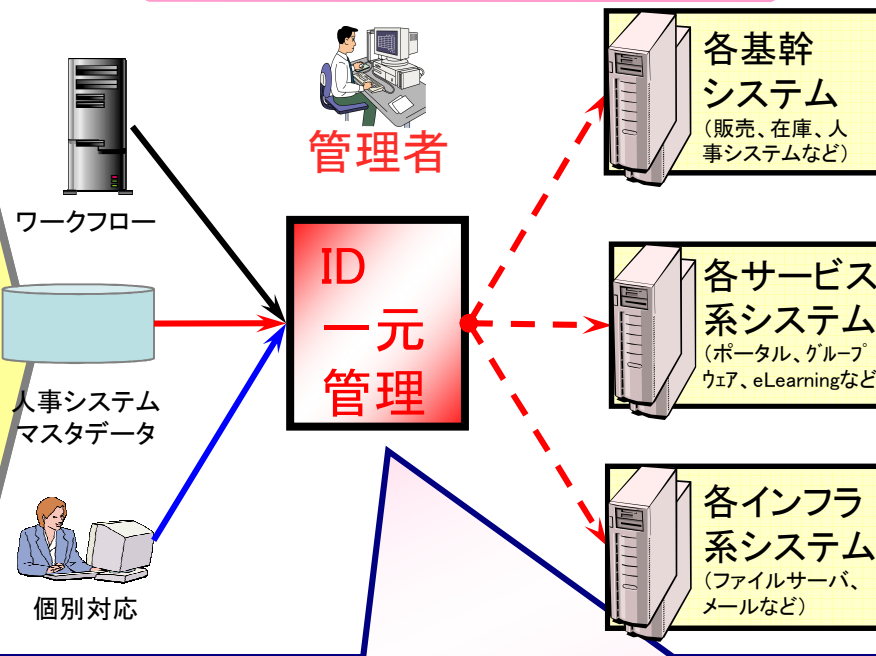 管理者
ワークフロー
人事システム
マスタデータ
個別対応
ID
一元
管理
各基幹
システム
（販売、在庫、人
事システムなど）
各サービス
系システム
（ポータル、ｸﾞﾙｰﾌﾟ
ｳｪｱ、eLearningなど
各インフラ
系システム
（ファイルサーバ、
メールなど）